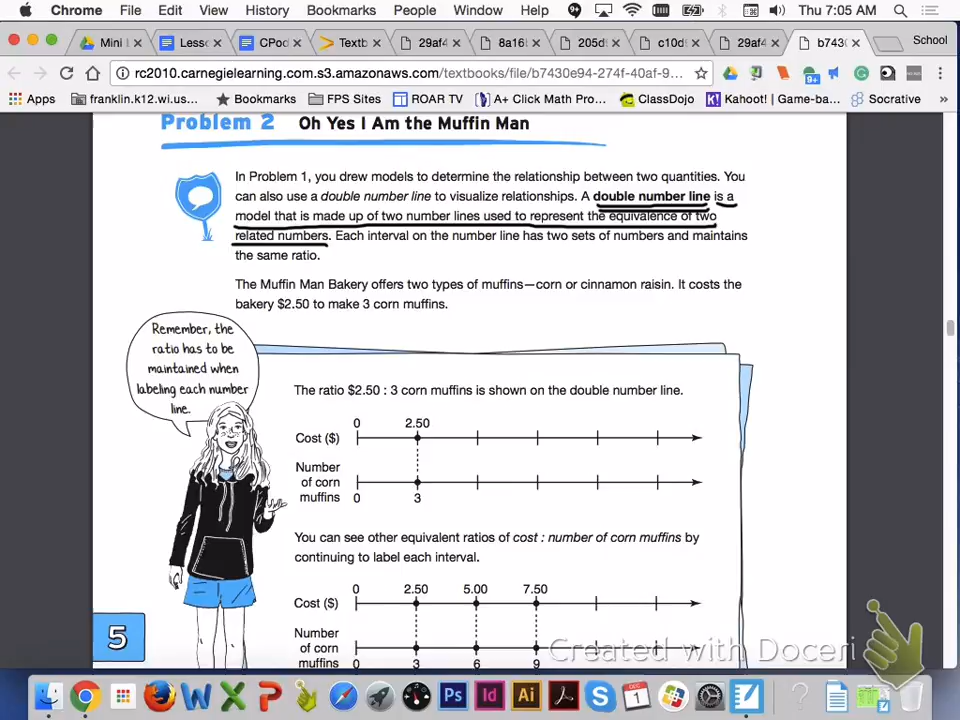 Chrome File Edit View History Bookmarks People Window Help Thu 7:05 AM
Mini L Lesso CPod Textb 29af4 8a16 205d c10d 29af4 b743 School
rc2010.carnegielearning.com.s3.amazonaws.com/textbooks/file/b7430e94-274f-40af-9...
Apps franklin.k12.wi.us... Bookmarks FPS Sites ROAR TV A+ Click Math Pro... ClassDojo Kahoot! | Game-ba... Socrative »
Problem 2 Oh Yes I Am the Muffin Man
In Problem 1, you drew models to determine the relationship between two quantities. You
can also use a double number line to visualize relationships. A double number line is a
model that is made up of two number lines used to represent the equivalence of two
related numbers. Each interval on the number line has two sets of numbers and maintains
the same ratio.
The Muffin Man Bakery offers two types of muffins—corn or cinnamon raisin. It costs the
bakery $2.50 to make 3 corn muffins.
Remember, the
ratio has to be
maintained when
labeling each number
line.
The ratio $2.50 : 3 corn muffins is shown on the double number line.
0 2.50
Cost ($)
Number
of corn
muffins
0 3
You can see other equivalent ratios of cost : number of corn muffins by
continuing to label each interval.
0 2.50 5.00 7.50
Cost ($)
Number
of corn
muffins
0 3 6 9
5
Created with Doceri